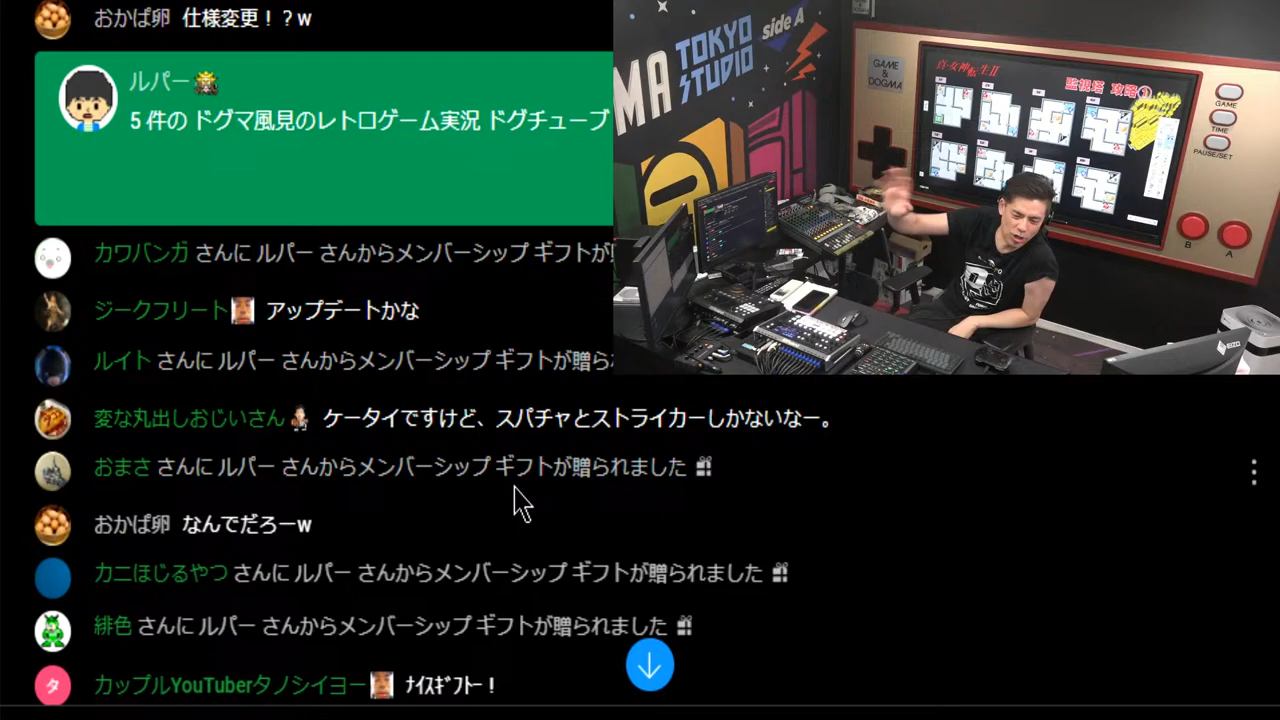 おかぱ卵 仕様変更！？w
ルパー
5 件の ドグマ風見のレトロゲーム実況 ドグチューブ
カワバンガ さんに ルパー さんからメンバーシップ ギフトが
ジークフリート アップデートかな
ルイト さんに ルパー さんからメンバーシップ ギフトが贈ら
変な丸出しおじいさん ケータイですけど、スパチャとストライカーしかないなー。
おまさ さんに ルパー さんからメンバーシップ ギフトが贈られました
おかぱ卵 なんでだろーw
カニほじるやつ さんに ルパー さんからメンバーシップ ギフトが贈られました
緋色 さんに ルパー さんからメンバーシップ ギフトが贈られました
タ カップルYouTuberタノシイヨー ﾅｲｽｷﾞﾌﾄｰ！
MA TOKYO STUDIO side A
GAME & DOGMA
真・女神転生II
監視塔 攻略①
GAME
TIME
PAUSE/SET
B
A
EIZO